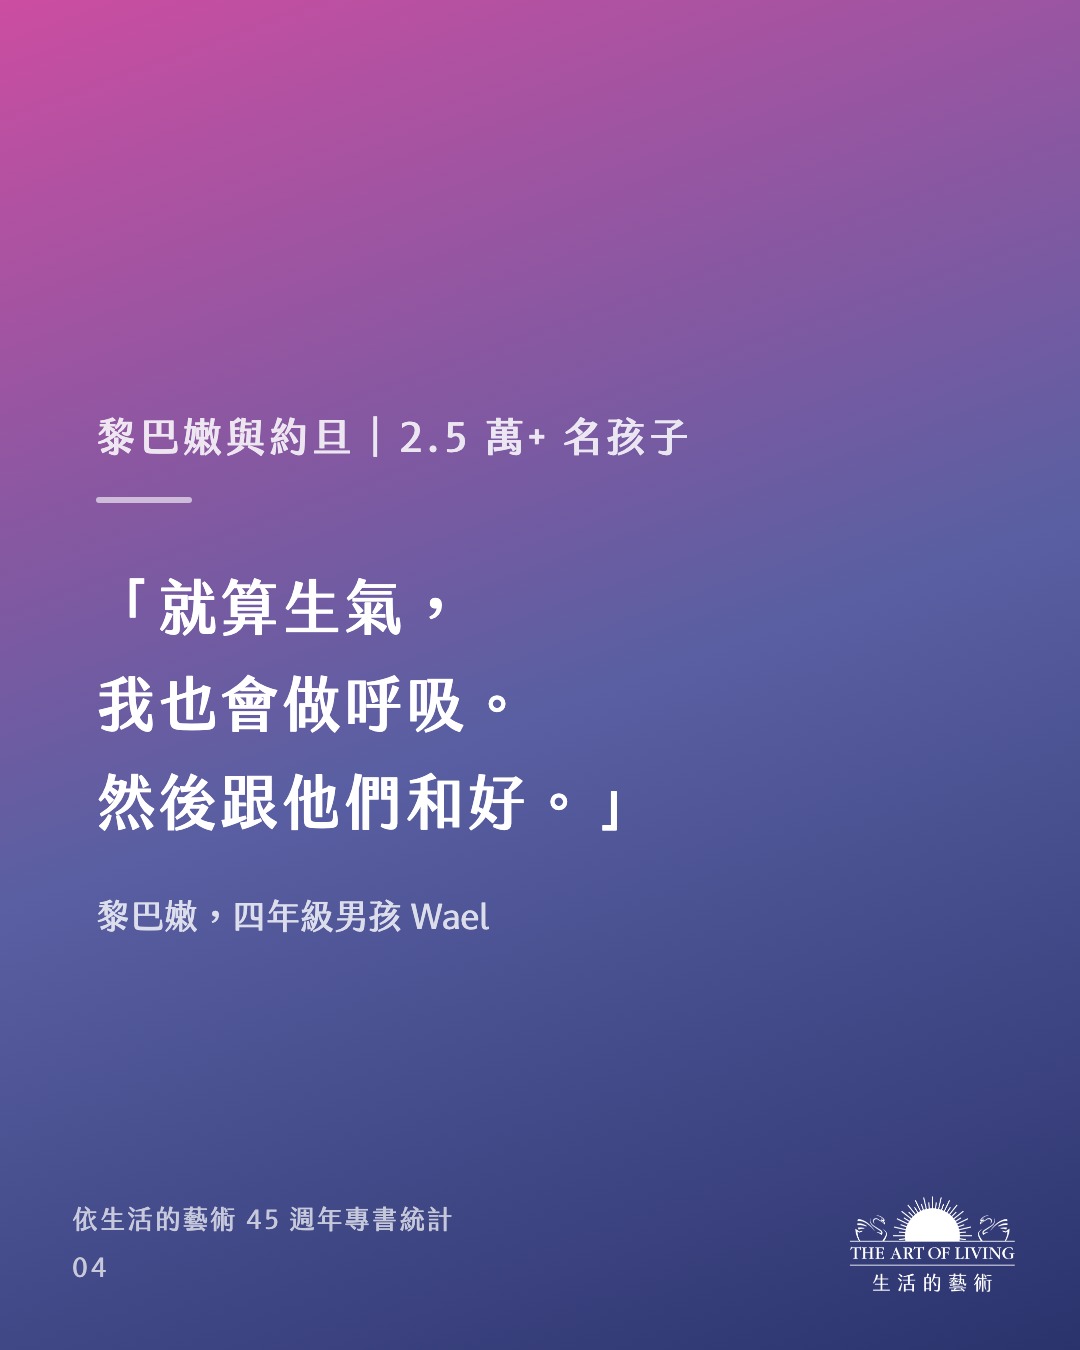 黎巴嫩與約旦｜2.5 萬+ 名孩子
「就算生氣，
我也會做呼吸。
然後跟他們和好。」
黎巴嫩，四年級男孩 Wael
依生活的藝術 45 週年專書統計
04
THE ART OF LIVING
生活的藝術